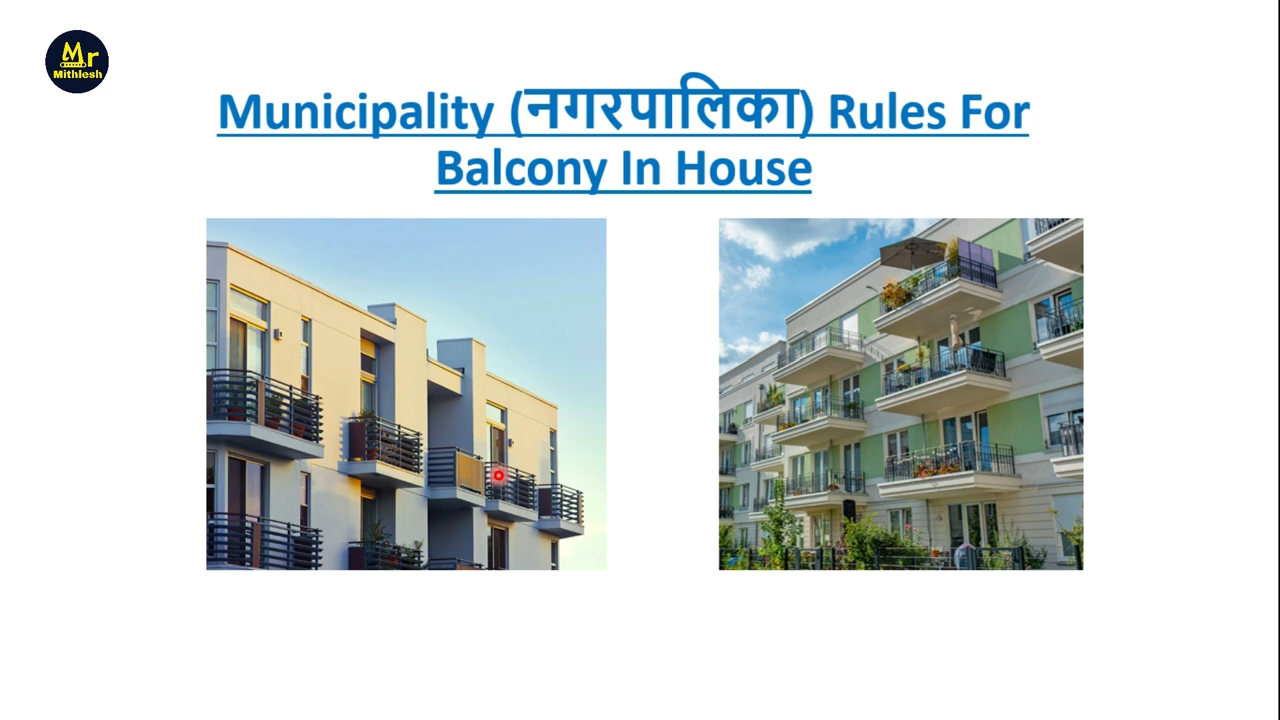 Mr
Mithlesh
Municipality (नगरपालिका) Rules For
Balcony In House